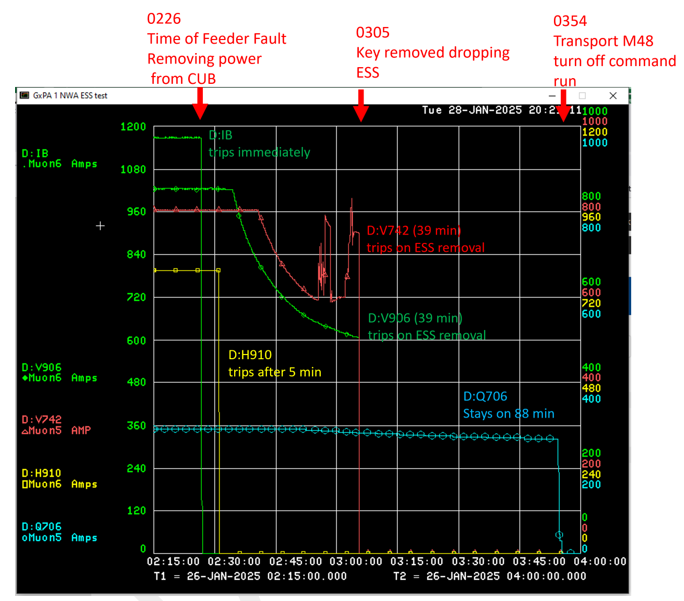 0226
Time of Feeder Fault
Removing power
from CUB
0305
Key removed dropping
ESS
0354
Transport M48
turn off command
run
GxPA 1 NWA ESS test
Tue 28-JAN-2025 20:2
11
D:IB
.Muon6 Amps
D:V906
◆Muon6 Amps
D:V742
△Muon5 AMP
D:H910
□Muon6 Amps
D:Q706
○Muon5 Amps
1200
1080
960
840
720
600
480
360
240
120
0
D:IB
trips immediately
D:V742 (39 min)
trips on ESS removal
D:V906 (39 min)
trips on ESS removal
D:H910
trips after 5 min
D:Q706
Stays on 88 min
1000
1000
1200
1000
800
800
960
800
600
600
720
600
400
400
480
400
200
200
240
200
0
0
0
0
02:15:00 02:30:00 02:45:00 03:00:00 03:15:00 03:30:00 03:45:00 04:00:00
T1 = 26-JAN-2025 02:15:00.000 T2 = 26-JAN-2025 04:00:00.000